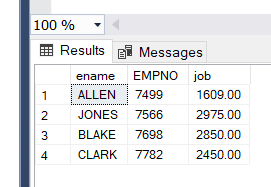 100 %
Results Messages
ename EMPNO job
1 ALLEN 7499 1609.00
2 JONES 7566 2975.00
3 BLAKE 7698 2850.00
4 CLARK 7782 2450.00